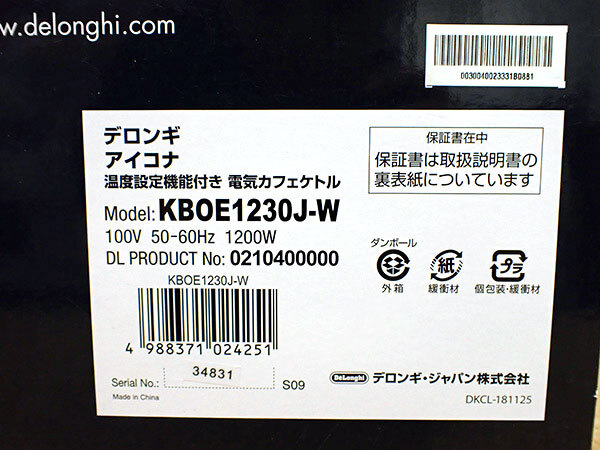 w.delonghi.com
0030040023331B0881
デロンギ
アイコナ
温度設定機能付き 電気カフェケトル
Model: KBOE1230J-W
100V 50-60Hz 1200W
DL PRODUCT No: 0210400000
KBOE1230J-W
4 988371 024251
Serial No.: 34831
S09
Made in China
保証書在中
保証書は取扱説明書の
裏表紙についています
ダンボール
紙
プラ
外箱
緩衝材
個包装・緩衝材
DeLonghi デロンギ・ジャパン株式会社
DKCL-181125